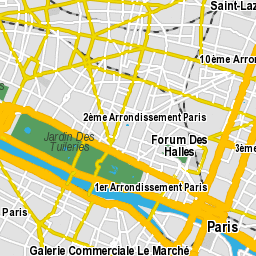 Saint-Laz
10ème Arron
2ème Arrondissement Paris
Jardin Des
Tuileries
Forum Des
Halles
3ème
1er Arrondissement Paris
Paris
Paris
Galerie Commerciale Le Marché